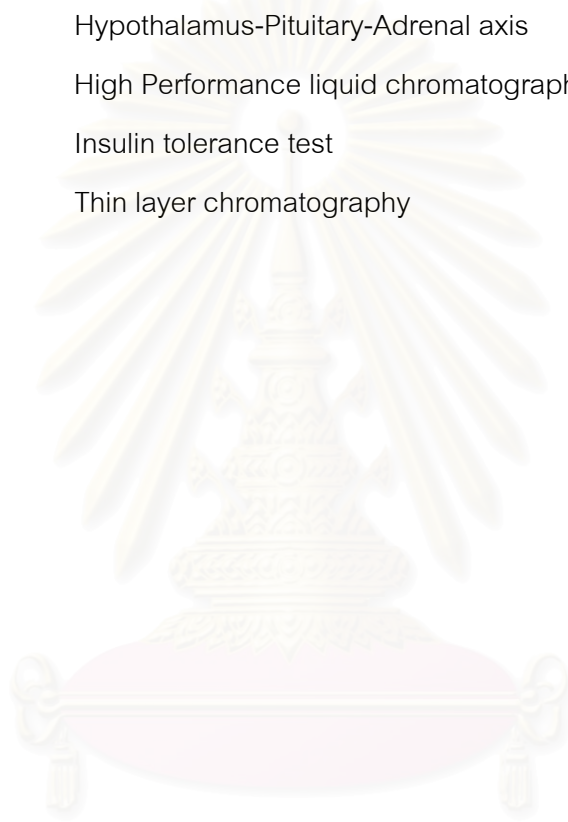 Hypothalamus-Pituitary-Adrenal axis
High Performance liquid chromatograph
Insulin tolerance test
Thin layer chromatography